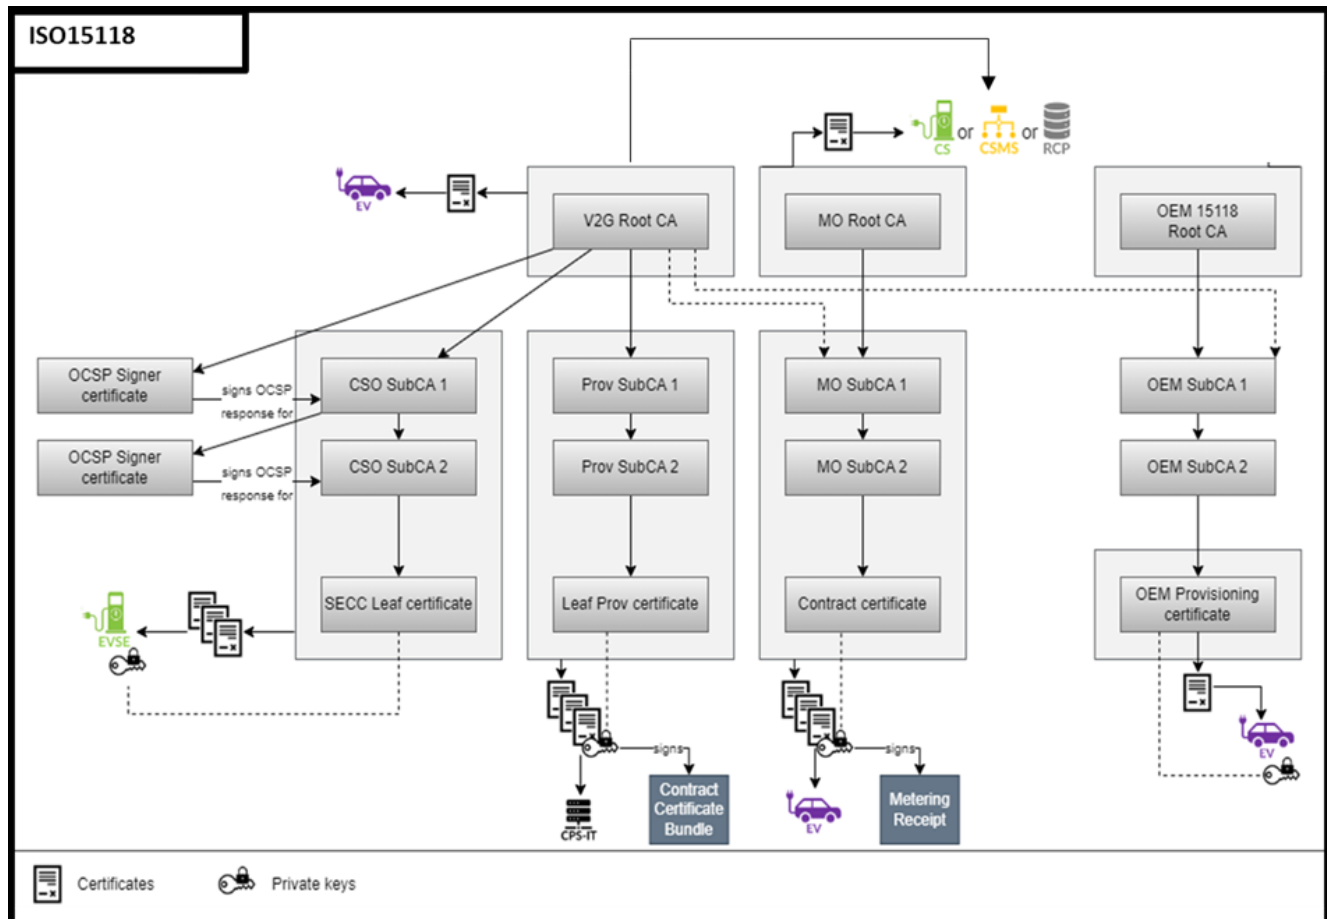 ISO15118
CS or CSMS or RCP
EV
V2G Root CA
MO Root CA
OEM 15118
Root CA
OCSP Signer
certificate
signs OCSP
response for
CSO SubCA 1
Prov SubCA 1
MO SubCA 1
OEM SubCA 1
OCSP Signer
certificate
signs OCSP
response for
CSO SubCA 2
Prov SubCA 2
MO SubCA 2
OEM SubCA 2
EVSE
SECC Leaf certificate
Leaf Prov certificate
Contract certificate
OEM Provisioning
certificate
signs
signs
EV
CPS-IT
Contract
Certificate
Bundle
EV
Metering
Receipt
Certificates
Private keys